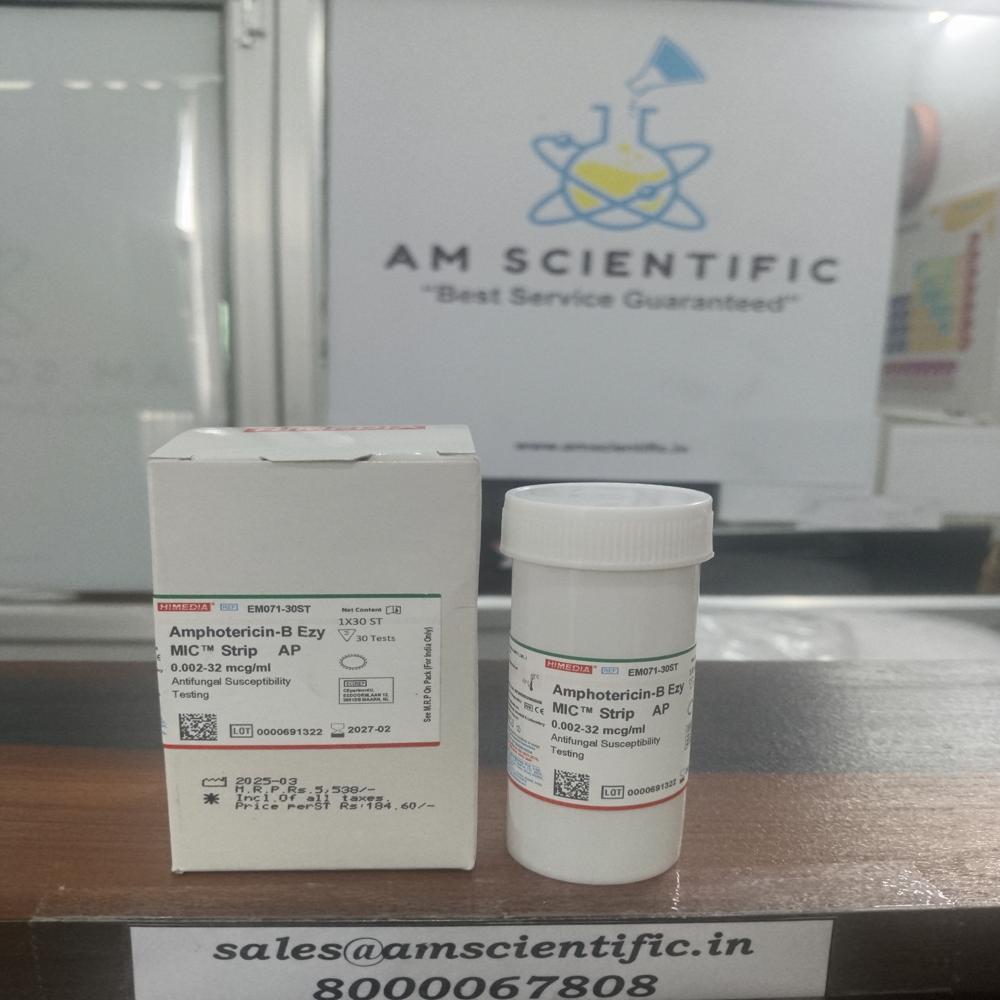 AM SCIENTIFIC
"Best Service Guaranteed"
www.amscientific.in
HIMEDIA
HIMEDIA REF EM071-30ST
Net Content
1X30 ST
30 Tests
Amphotericin-B Ezy
MIC™ Strip AP
0.002-32 mcg/ml
Antifungal Susceptibility
Testing
LOT 0000691322 2027-02
See M.R.P On Pack (For India Only)
2025-03
M.R.P.Rs.5,538/-
Incl.Of all taxes.
Price perST Rs:184.60/-
HIMEDIA REF EM071-30ST
Amphotericin-B Ezy
MIC™ Strip AP
0.002-32 mcg/ml
Antifungal Susceptibility
Testing
LOT 0000691322
sales@amscientific.in
8000067808